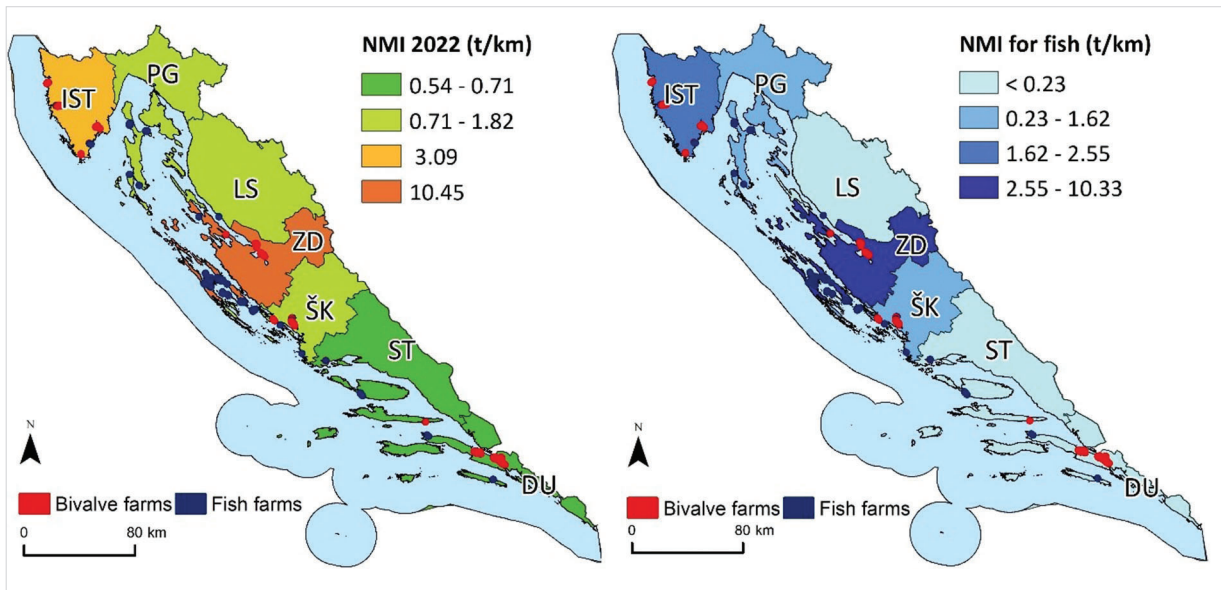 NMI 2022 (t/km)
0.54 - 0.71
0.71 - 1.82
3.09
10.45
IST
PG
LS
ZD
ŠK
ST
DU
N
Bivalve farms
Fish farms
0
80 km
NMI for fish (t/km)
< 0.23
0.23 - 1.62
1.62 - 2.55
2.55 - 10.33
IST
PG
LS
ZD
ŠK
ST
DU
N
Bivalve farms
Fish farms
0
80 km